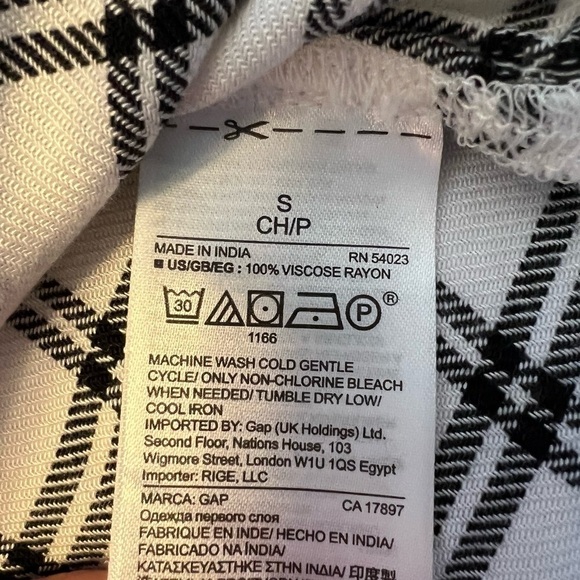 S
CH/P
MADE IN INDIA RN 54023
US/GB/EG : 100% VISCOSE RAYON
30 P ®
1166
MACHINE WASH COLD GENTLE
CYCLE/ ONLY NON-CHLORINE BLEACH
WHEN NEEDED/ TUMBLE DRY LOW/
COOL IRON
IMPORTED BY: Gap (UK Holdings) Ltd.
Second Floor, Nations House, 103
Wigmore Street, London W1U 1QS Egypt
Importer: RIGE, LLC
MARCA: GAP CA 17897
Одежда первого слоя
FABRIQUE EN INDE/ HECHO EN INDIA/
FABRICADO NA ÍNDIA/
ΚΑΤΑΣΚΕΥΑΣΤΗΚΕ ΣΤΗΝ ΙΝΔΙΑ/ 印度製